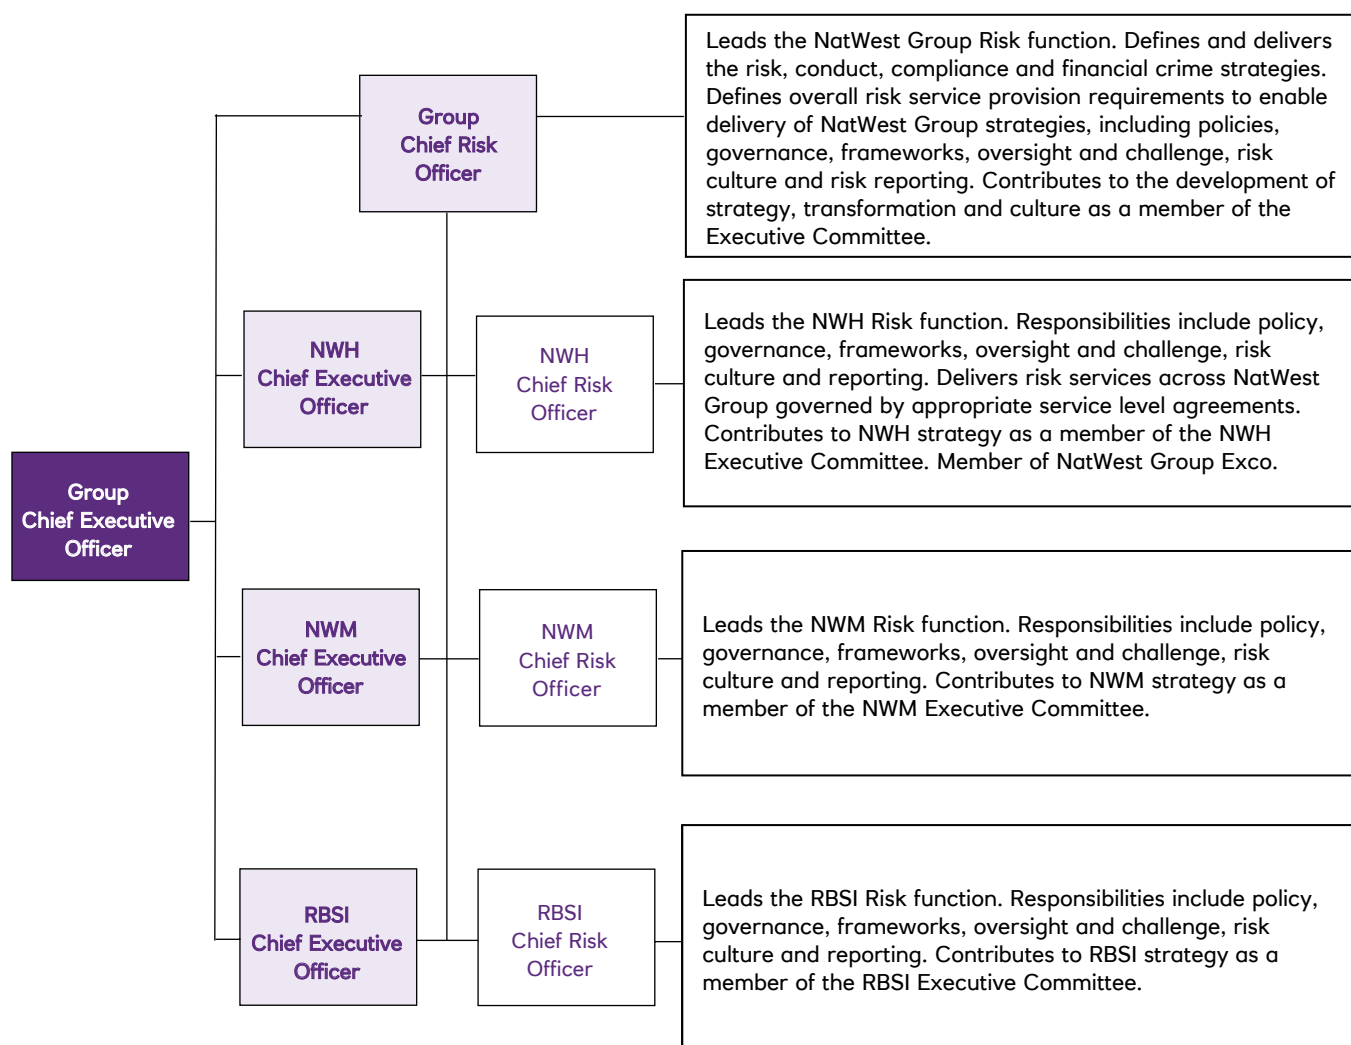 Group
Chief Risk
Officer
Leads the NatWest Group Risk function. Defines and delivers
the risk, conduct, compliance and financial crime strategies.
Defines overall risk service provision requirements to enable
delivery of NatWest Group strategies, including policies,
governance, frameworks, oversight and challenge, risk
culture and risk reporting. Contributes to the development of
strategy, transformation and culture as a member of the
Executive Committee.
NWH
Chief Executive
Officer
NWH
Chief Risk
Officer
Leads the NWH Risk function. Responsibilities include policy,
governance, frameworks, oversight and challenge, risk
culture and reporting. Delivers risk services across NatWest
Group governed by appropriate service level agreements.
Contributes to NWH strategy as a member of the NWH
Executive Committee. Member of NatWest Group Exco.
Group
Chief Executive
Officer
NWM
Chief Executive
Officer
NWM
Chief Risk
Officer
Leads the NWM Risk function. Responsibilities include policy,
governance, frameworks, oversight and challenge, risk
culture and reporting. Contributes to NWM strategy as a
member of the NWM Executive Committee.
RBSI
Chief Executive
Officer
RBSI
Chief Risk
Officer
Leads the RBSI Risk function. Responsibilities include policy,
governance, frameworks, oversight and challenge, risk
culture and reporting. Contributes to RBSI strategy as a
member of the RBSI Executive Committee.